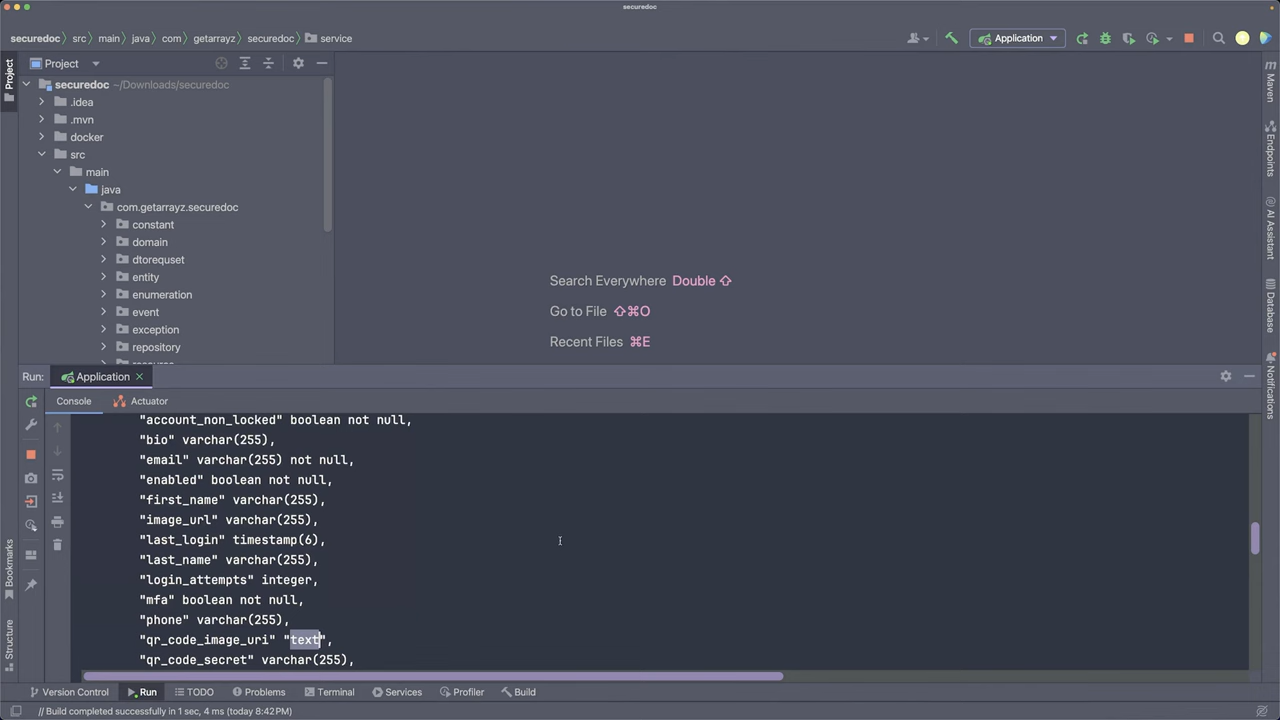 securedoc
securedoc src main java com getarrayz securedoc service
Application
Project
securedoc ~/Downloads/securedoc
.idea
.mvn
docker
src
main
java
com.getarrayz.securedoc
constant
domain
dtorequset
entity
enumeration
event
exception
repository
Search Everywhere Double ⇧
Go to File ⇧⌘O
Recent Files ⌘E
Project
Bookmarks
Structure
Maven
Endpoints
AI Assistant
Database
Notifications
Run: Application
Console Actuator
"account_non_locked" boolean not null,
"bio" varchar(255),
"email" varchar(255) not null,
"enabled" boolean not null,
"first_name" varchar(255),
"image_url" varchar(255),
"last_login" timestamp(6),
"last_name" varchar(255),
"login_attempts" integer,
"mfa" boolean not null,
"phone" varchar(255),
"qr_code_image_uri" "text",
"qr_code_secret" varchar(255),
Version Control Run TODO Problems Terminal Services Profiler Build
// Build completed successfully in 1 sec, 4 ms (today 8:42 PM)